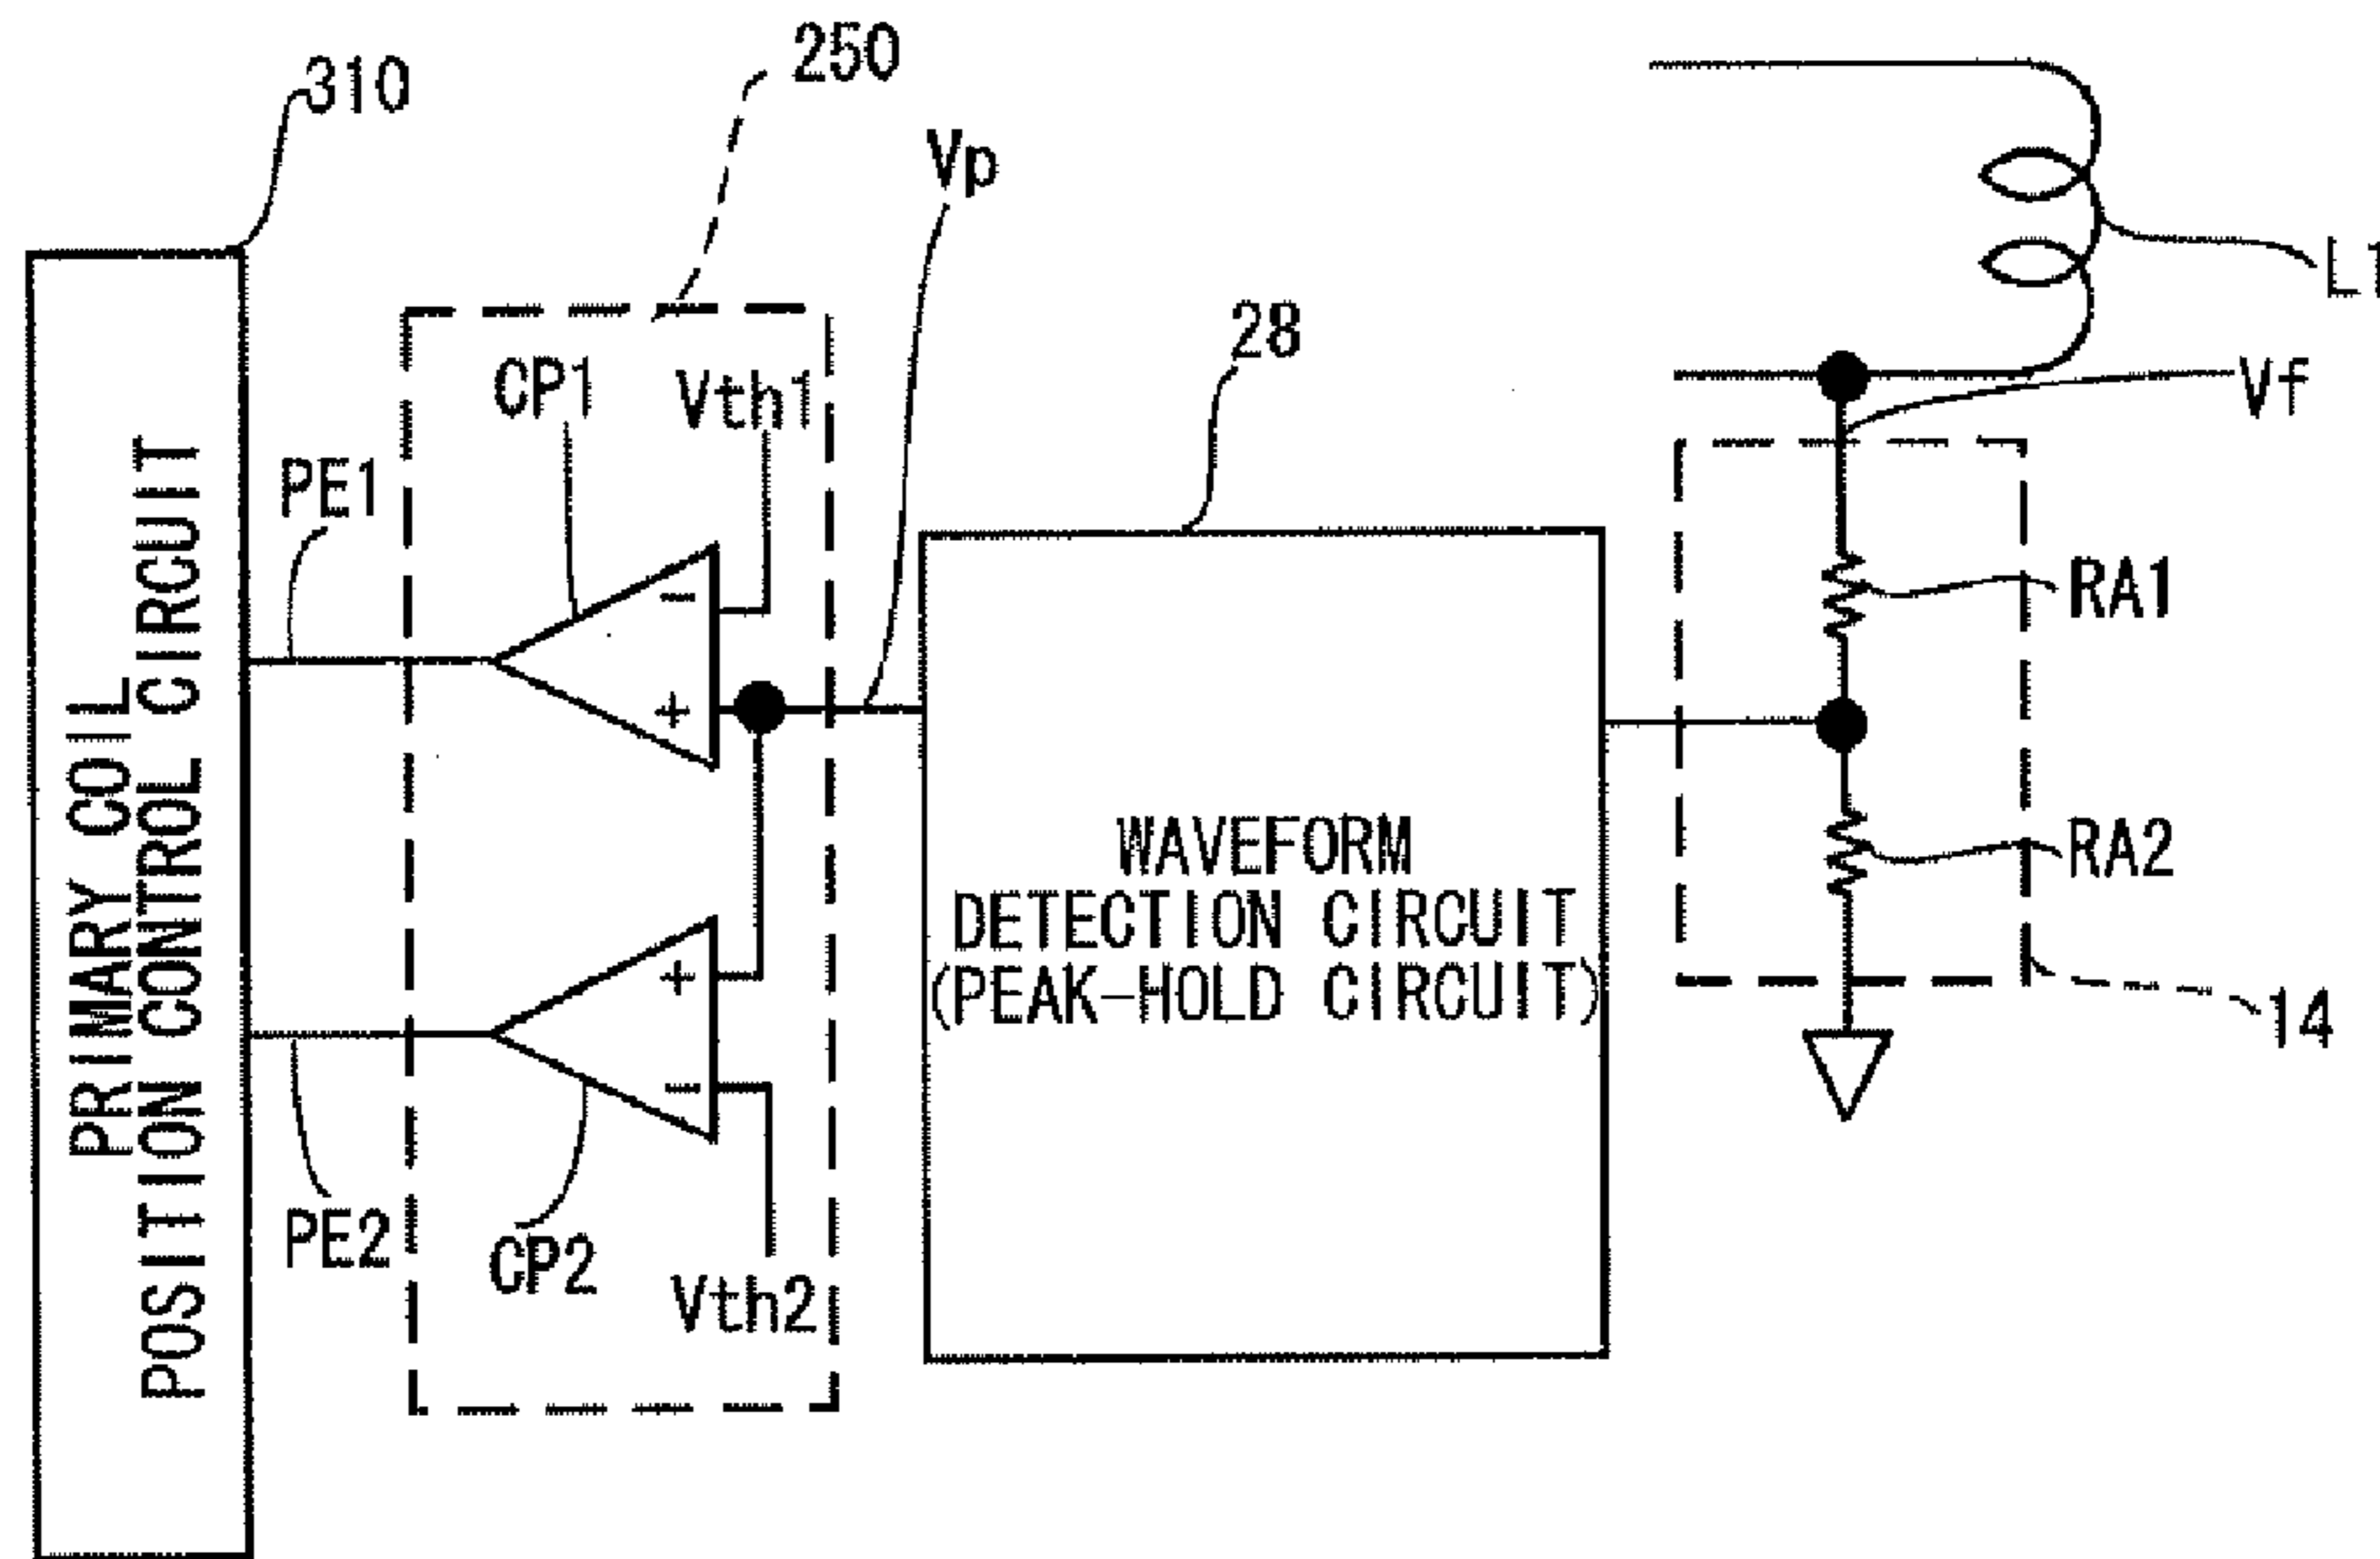 250
310
Vp
L1
28
CP1
Vth1
Vf
PE1
PRIMARY COIL
POSITION CONTROL CIRCUIT
-
+
RA1
WAVEFORM
DETECTION CIRCUIT
(PEAK-HOLD CIRCUIT)
RA2
+
-
14
PE2
CP2
Vth2